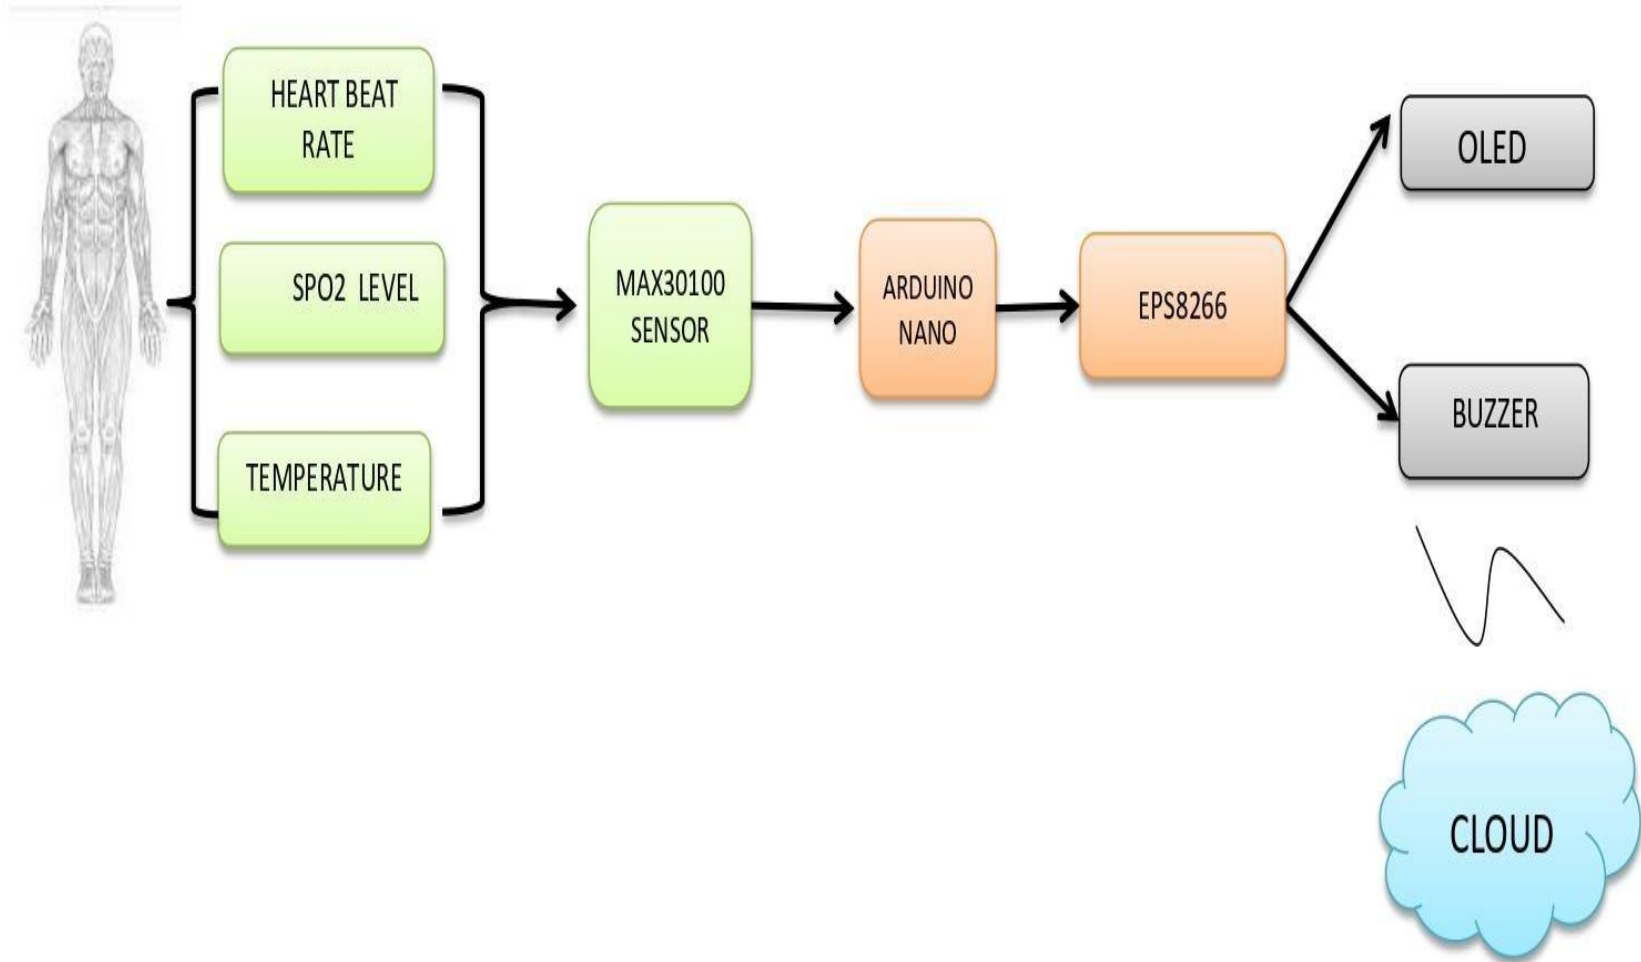 HEART BEAT
RATE
SPO2 LEVEL
TEMPERATURE
MAX30100
SENSOR
ARDUINO
NANO
EPS8266
OLED
BUZZER
CLOUD